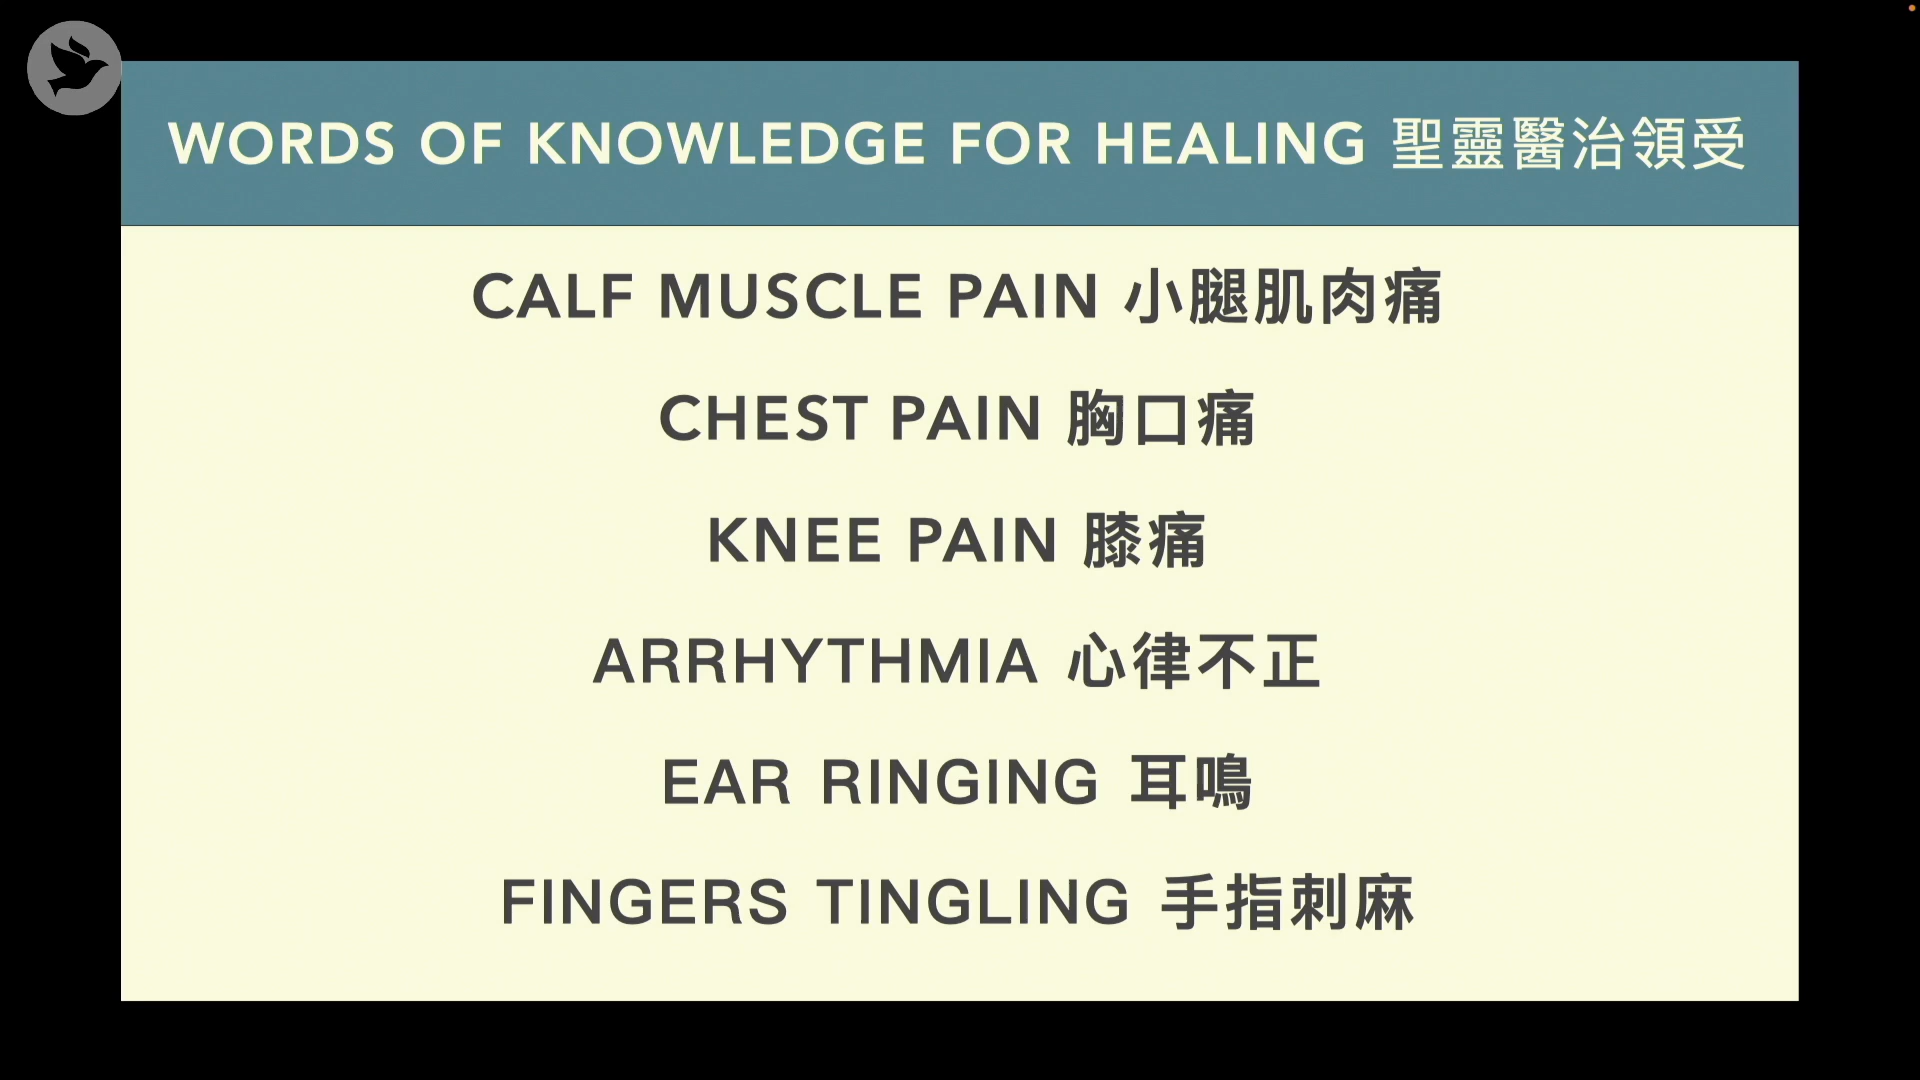 WORDS OF KNOWLEDGE FOR HEALING 聖靈醫治領受
CALF MUSCLE PAIN 小腿肌肉痛
CHEST PAIN 胸口痛
KNEE PAIN 膝痛
ARRHYTHMIA 心律不正
EAR RINGING 耳鳴
FINGERS TINGLING 手指刺麻